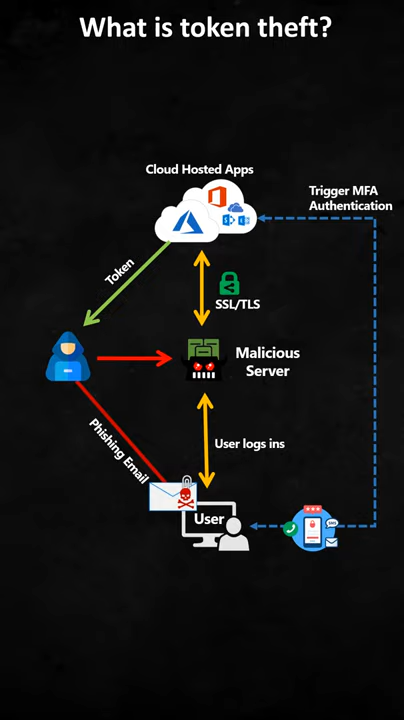 What is token theft?
Cloud Hosted Apps
Trigger MFA
Authentication
Token
SSL/TLS
Malicious
Server
Phishing Email
User logs ins
User
SMS